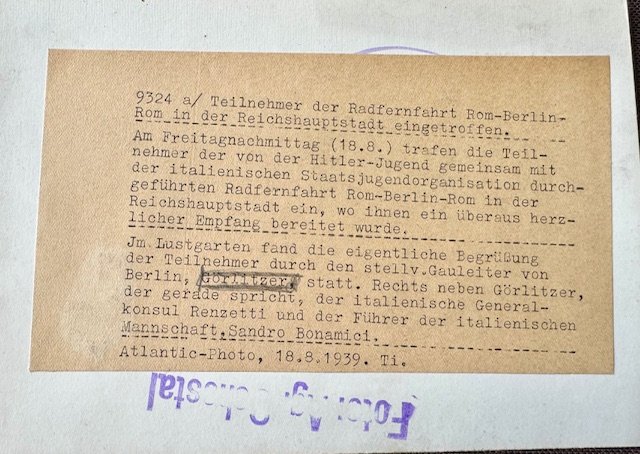 9324 a/ Teilnehmer der Radfernfahrt Rom-Berlin-
Rom in der Reichshauptstadt eingetroffen.
Am Freitagnachmittag (18.8.) trafen die Teil-
nehmer der von der Hitler-Jugend gemeinsam mit
der italienischen Staatsjugendorganisation durch-
geführten Radfernfahrt Rom-Berlin-Rom in der
Reichshauptstadt ein, wo ihnen ein überaus herz-
licher Empfang bereitet wurde.
Jm Lustgarten fand die eigentliche Begrüßung
der Teilnehmer durch den stellv.Gauleiter von
Berlin, Görlitzer, statt. Rechts neben Görlitzer,
der gerade spricht, der italienische General-
konsul Renzetti und der Führer der italienischen
Mannschaft,Sandro Bonamici.
Atlantic-Photo, 18.8.1939. Ti.
Foto: Ag. Schostal